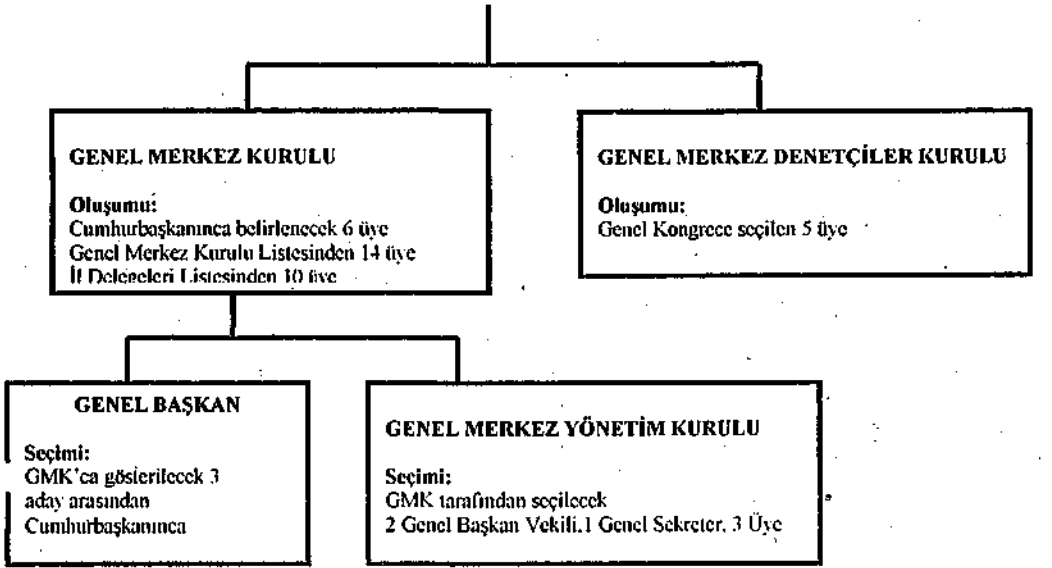 GENEL MERKEZ KURULU
Oluşumu:
Cumhurbaşkanınca belirlenecek 6 üye
Genel Merkez Kurulu Listesinden 14 üye
İl Delegeleri Listesinden 10 üye
GENEL MERKEZ DENETÇİLER KURULU
Oluşumu:
Genel Kongrece seçilen 5 üye
GENEL BAŞKAN
Seçimi:
GMK'ca gösterilecek 3
aday arasından
Cumhurbaşkanınca
GENEL MERKEZ YÖNETİM KURULU
Seçimi:
GMK tarafından seçilecek
2 Genel Başkan Vekili,1 Genel Sekreter, 3 Üye